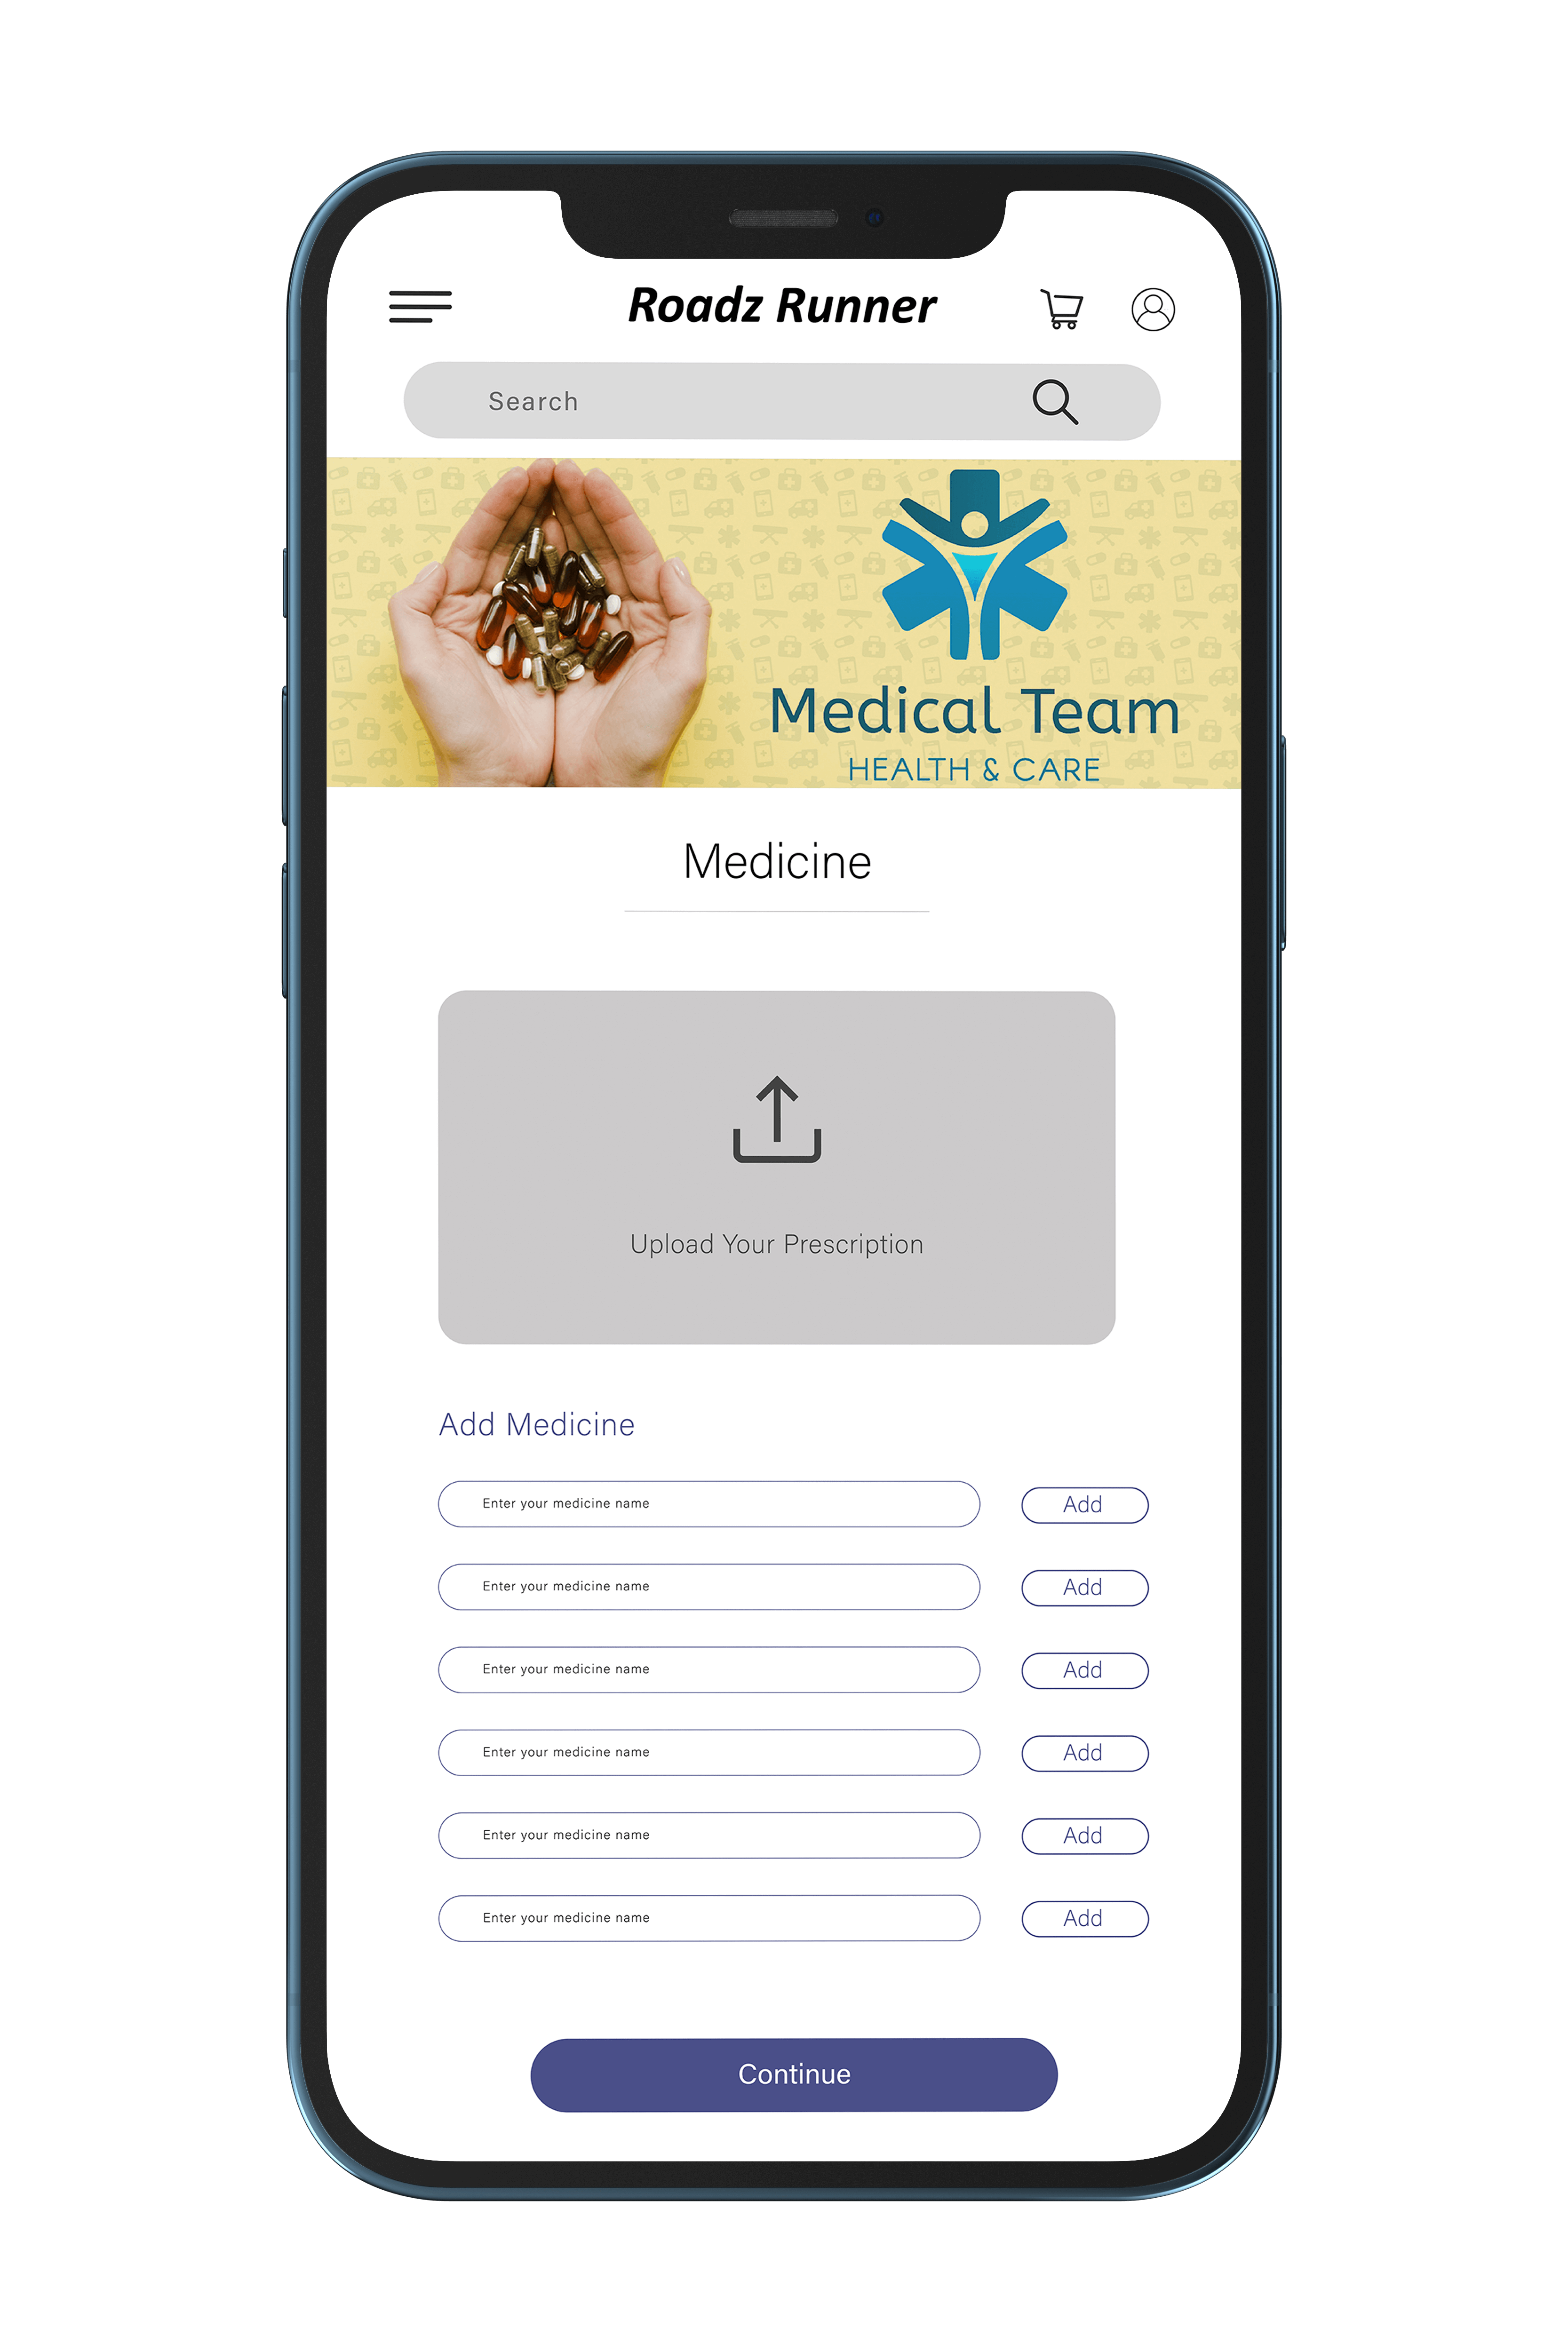 Roadz Runner
Search
Medical Team
HEALTH & CARE
Medicine
Upload Your Prescription
Add Medicine
Enter your medicine name Add
Enter your medicine name Add
Enter your medicine name Add
Enter your medicine name Add
Enter your medicine name Add
Enter your medicine name Add
Continue